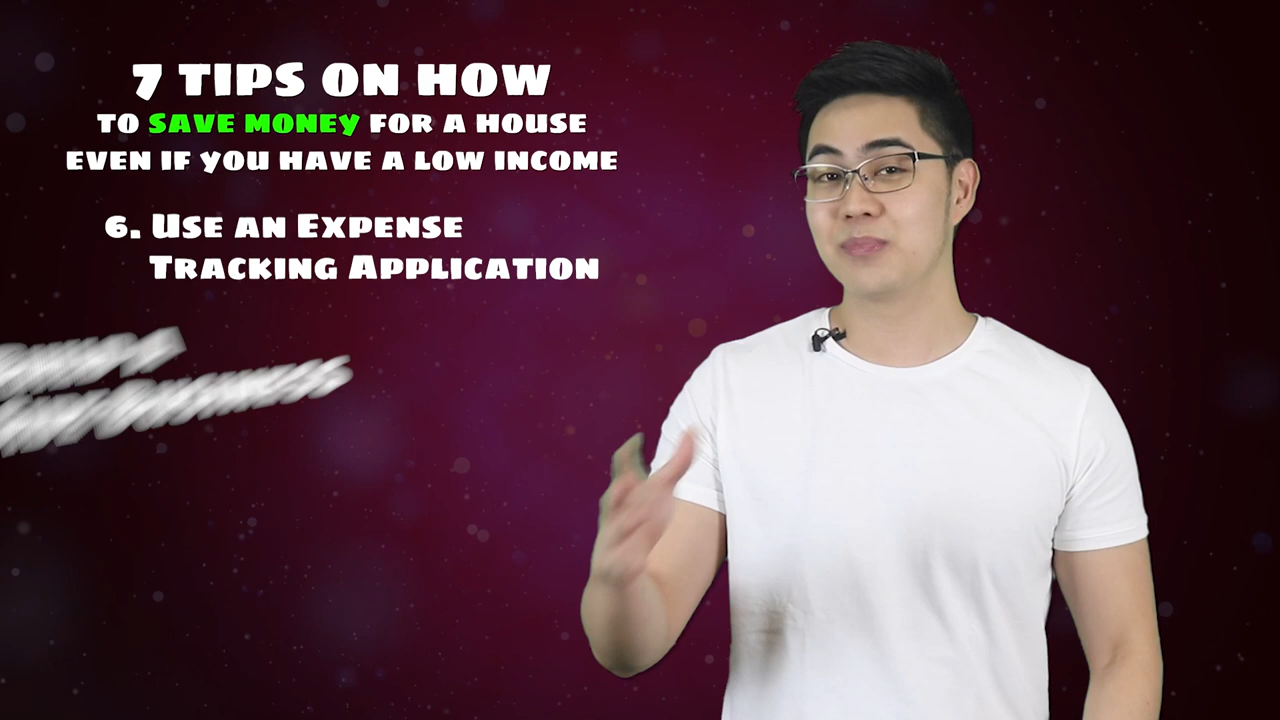 7 TIPS ON HOW
TO SAVE MONEY FOR A HOUSE
EVEN IF YOU HAVE A LOW INCOME
6. USE AN EXPENSE
TRACKING APPLICATION